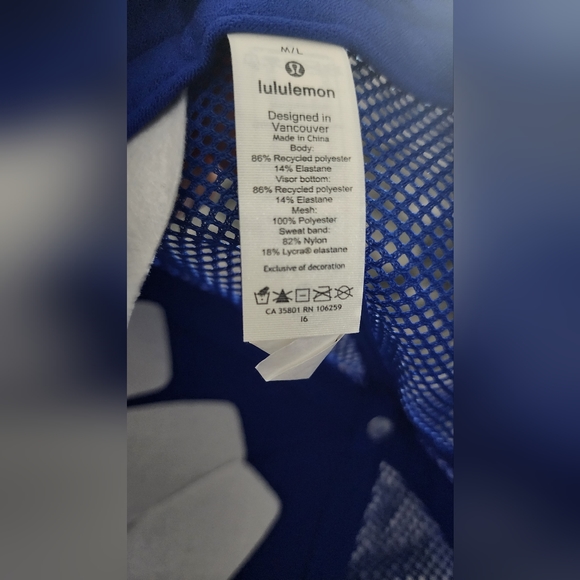 M/L
lululemon
Designed in
Vancouver
Made in China
Body:
86% Recycled polyester
14% Elastane
Visor bottom:
86% Recycled polyester
14% Elastane
Mesh:
100% Polyester
Sweat band:
82% Nylon
18% Lycra® elastane
Exclusive of decoration
CA 35801 RN 106259
16